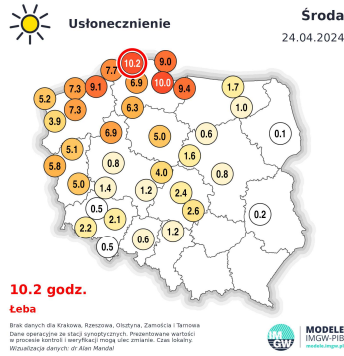 Usłonecznienie
Środa
24.04.2024
10.2
9.0
7.7
6.9
10.0
9.4
7.3
9.1
1.7
5.2
7.3
6.3
1.0
3.9
6.9
5.0
0.6
0.1
5.1
1.6
5.8
0.8
4.0
0.8
5.0
1.4
1.2
2.4
0.5
2.6
0.2
2.1
2.2
1.2
0.6
0.5
10.2 godz.
Łeba
Brak danych dla Krakowa, Rzeszowa, Olsztyna, Zamościa i Tarnowa
Dane operacyjne ze stacji synoptycznych. Prezentowane wartości
w procesie kontroli i weryfikacji mogą ulec zmianie. Czas lokalny.
Wizualizacja danych: dr Alan Mandal
IM
GW
MODELE
IMGW-PIB
modele.imgw.pl